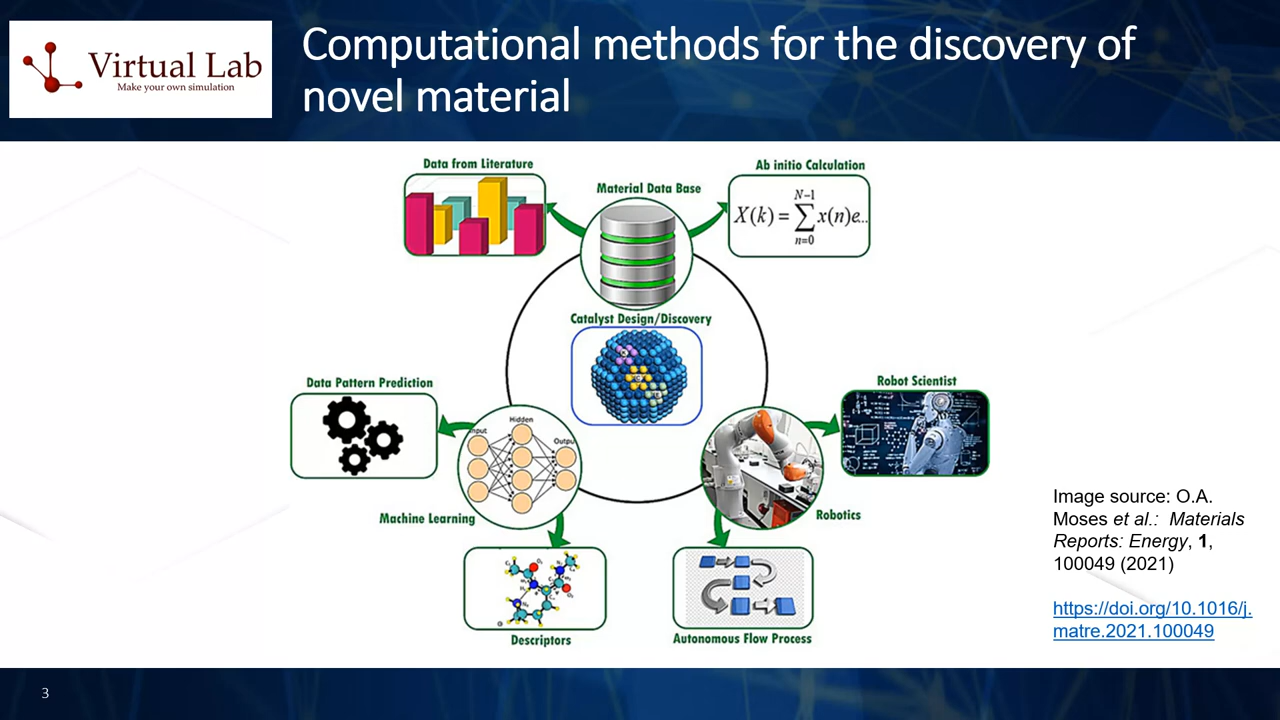 Virtual Lab
Make your own simulation
Computational methods for the discovery of
novel material
Data from Literature
Material Data Base
Ab initio Calculation
X(k) = N−1 ∑ n=0 x(n)e..
Catalyst Design/Discovery
Data Pattern Prediction
Robot Scientist
Input
Hidden
Output
Machine Learning
Robotics
Descriptors
Autonomous Flow Process
Image source: O.A.
Moses et al.: Materials
Reports: Energy, 1,
100049 (2021)
https://doi.org/10.1016/j.
matre.2021.100049
3